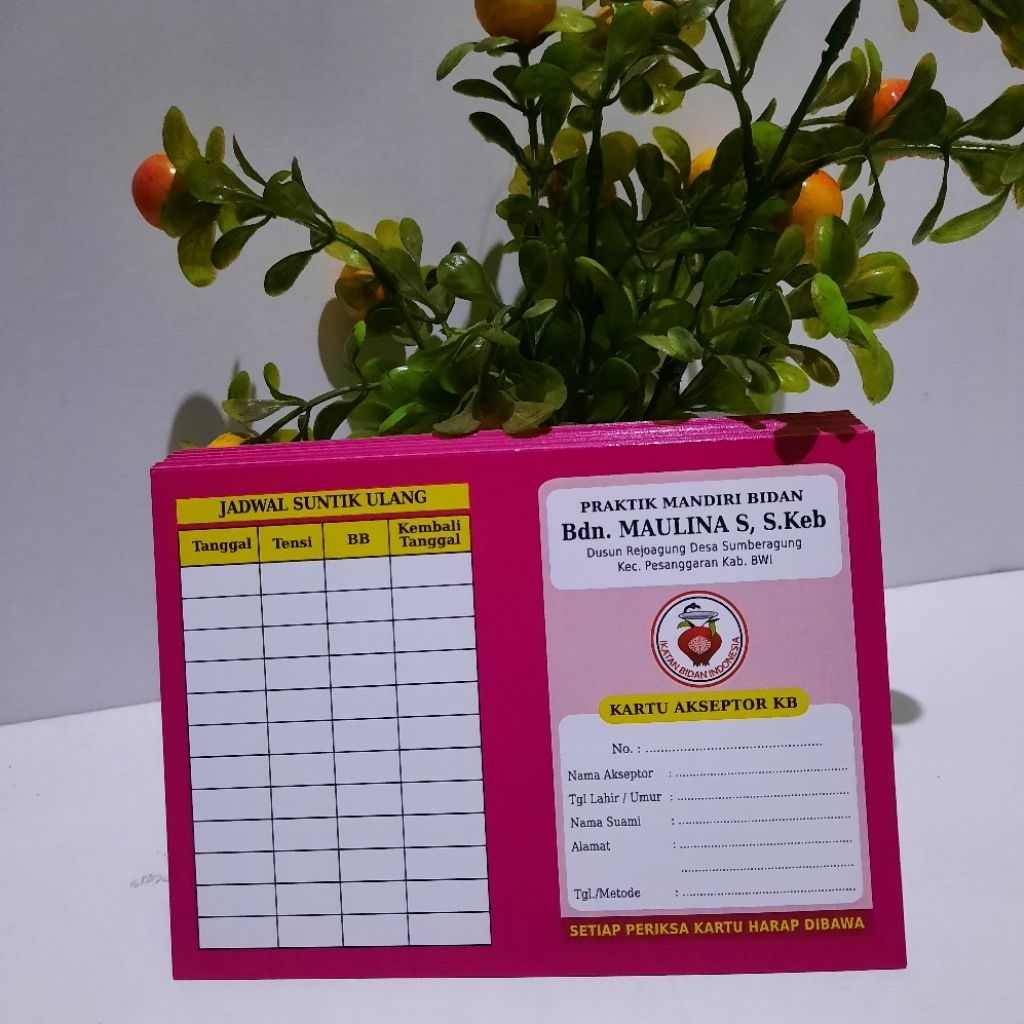 JADWAL SUNTIK ULANG
Tanggal Tensi BB Kembali Tanggal
PRAKTIK MANDIRI BIDAN
Bdn. MAULINA S, S.Keb
Dusun Rejoagung Desa Sumberagung
Kec. Pesanggaran Kab. BWI
IKATAN BIDAN INDONESIA
KARTU AKSEPTOR KB
No. : ..........................................
Nama Akseptor : ..........................................
Tgl Lahir / Umur : ..........................................
Nama Suami : ..........................................
Alamat : ..........................................
..........................................
Tgl./Metode : ..........................................
SETIAP PERIKSA KARTU HARAP DIBAWA